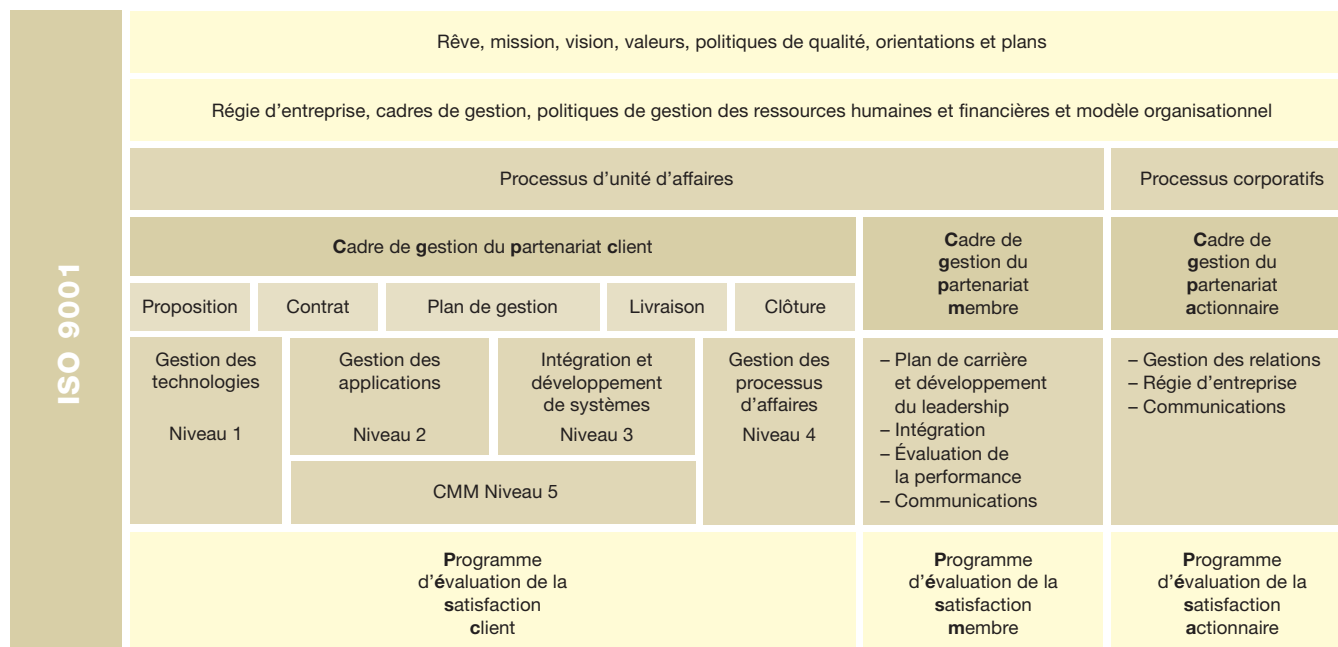 ISO 9001
Rêve, mission, vision, valeurs, politiques de qualité, orientations et plans
Régie d'entreprise, cadres de gestion, politiques de gestion des ressources humaines et financières et modèle organisationnel
Processus d'unité d'affaires
Processus corporatifs
Cadre de gestion du partenariat client
Cadre de
gestion du
partenariat
membre
Cadre de
gestion du
partenariat
actionnaire
Proposition
Contrat
Plan de gestion
Livraison
Clôture
Gestion des
technologies
Niveau 1
Gestion des
applications
Niveau 2
Intégration et
développement
de systèmes
Niveau 3
Gestion des
processus
d'affaires
Niveau 4
CMM Niveau 5
– Plan de carrière
et développement
du leadership
– Intégration
– Évaluation de
la performance
– Communications
– Gestion des relations
– Régie d'entreprise
– Communications
Programme
d'évaluation de la
satisfaction
client
Programme
d'évaluation de la
satisfaction
membre
Programme
d'évaluation de la
satisfaction
actionnaire